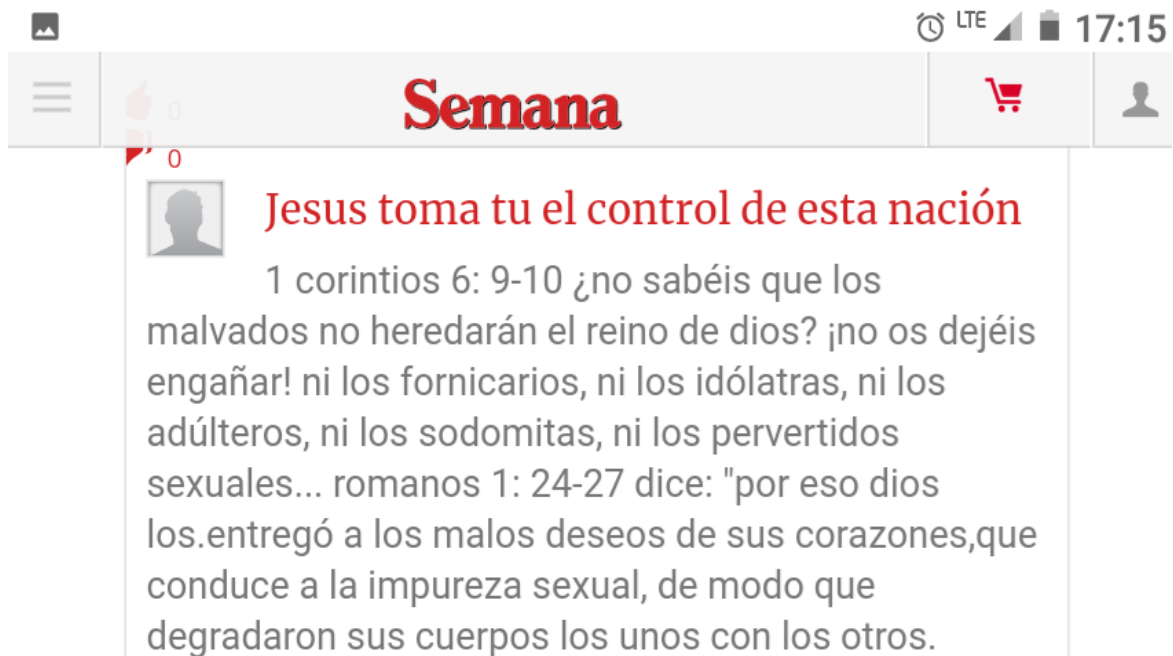 LTE 17:15
0
Semana
0
Jesus toma tu el control de esta nación
1 corintios 6: 9-10 ¿no sabéis que los
malvados no heredarán el reino de dios? ¡no os dejéis
engañar! ni los fornicarios, ni los idólatras, ni los
adúlteros, ni los sodomitas, ni los pervertidos
sexuales... romanos 1: 24-27 dice: "por eso dios
los.entregó a los malos deseos de sus corazones,que
conduce a la impureza sexual, de modo que
degradaron sus cuerpos los unos con los otros.